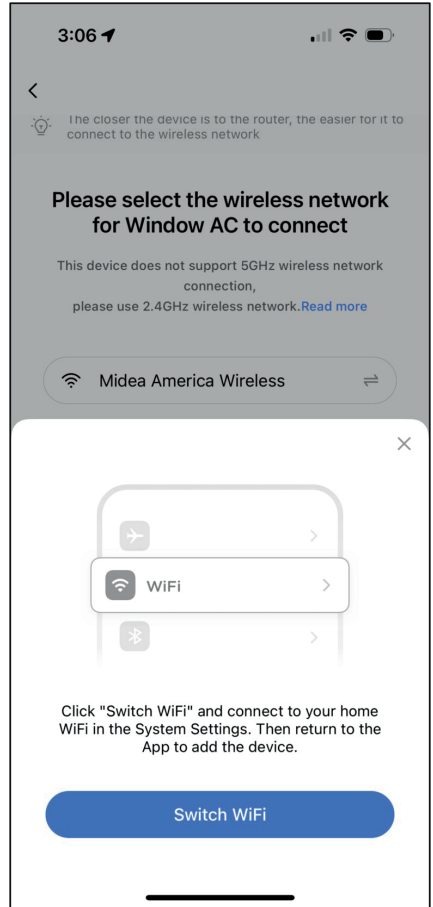 3:06
The closer the device is to the router, the easier for it to
connect to the wireless network
Please select the wireless network
for Window AC to connect
This device does not support 5GHz wireless network
connection,
please use 2.4GHz wireless network.Read more
Midea America Wireless
WiFi
Click "Switch WiFi" and connect to your home
WiFi in the System Settings. Then return to the
App to add the device.
Switch WiFi